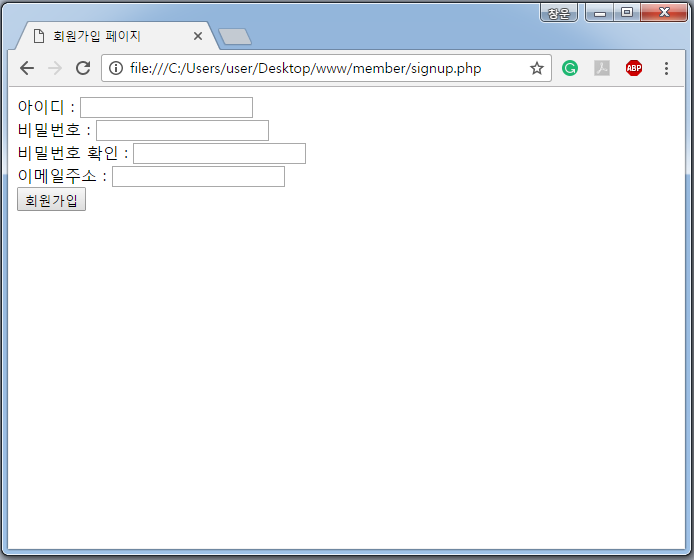 창운
회원가입 페이지
file:///C:/Users/user/Desktop/www/member/signup.php
ABP
아이디 :
비밀번호 :
비밀번호 확인 :
이메일주소 :
회원가입